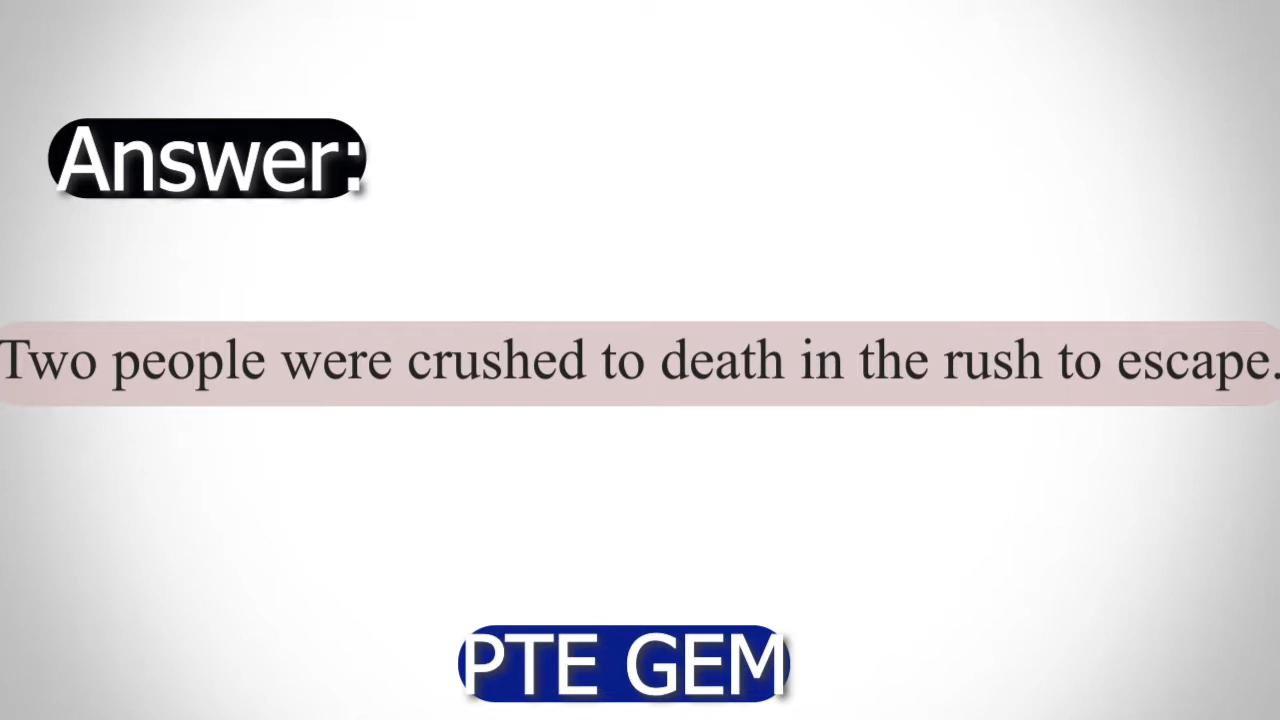 Answer:
Two people were crushed to death in the rush to escape.
PTE GEM